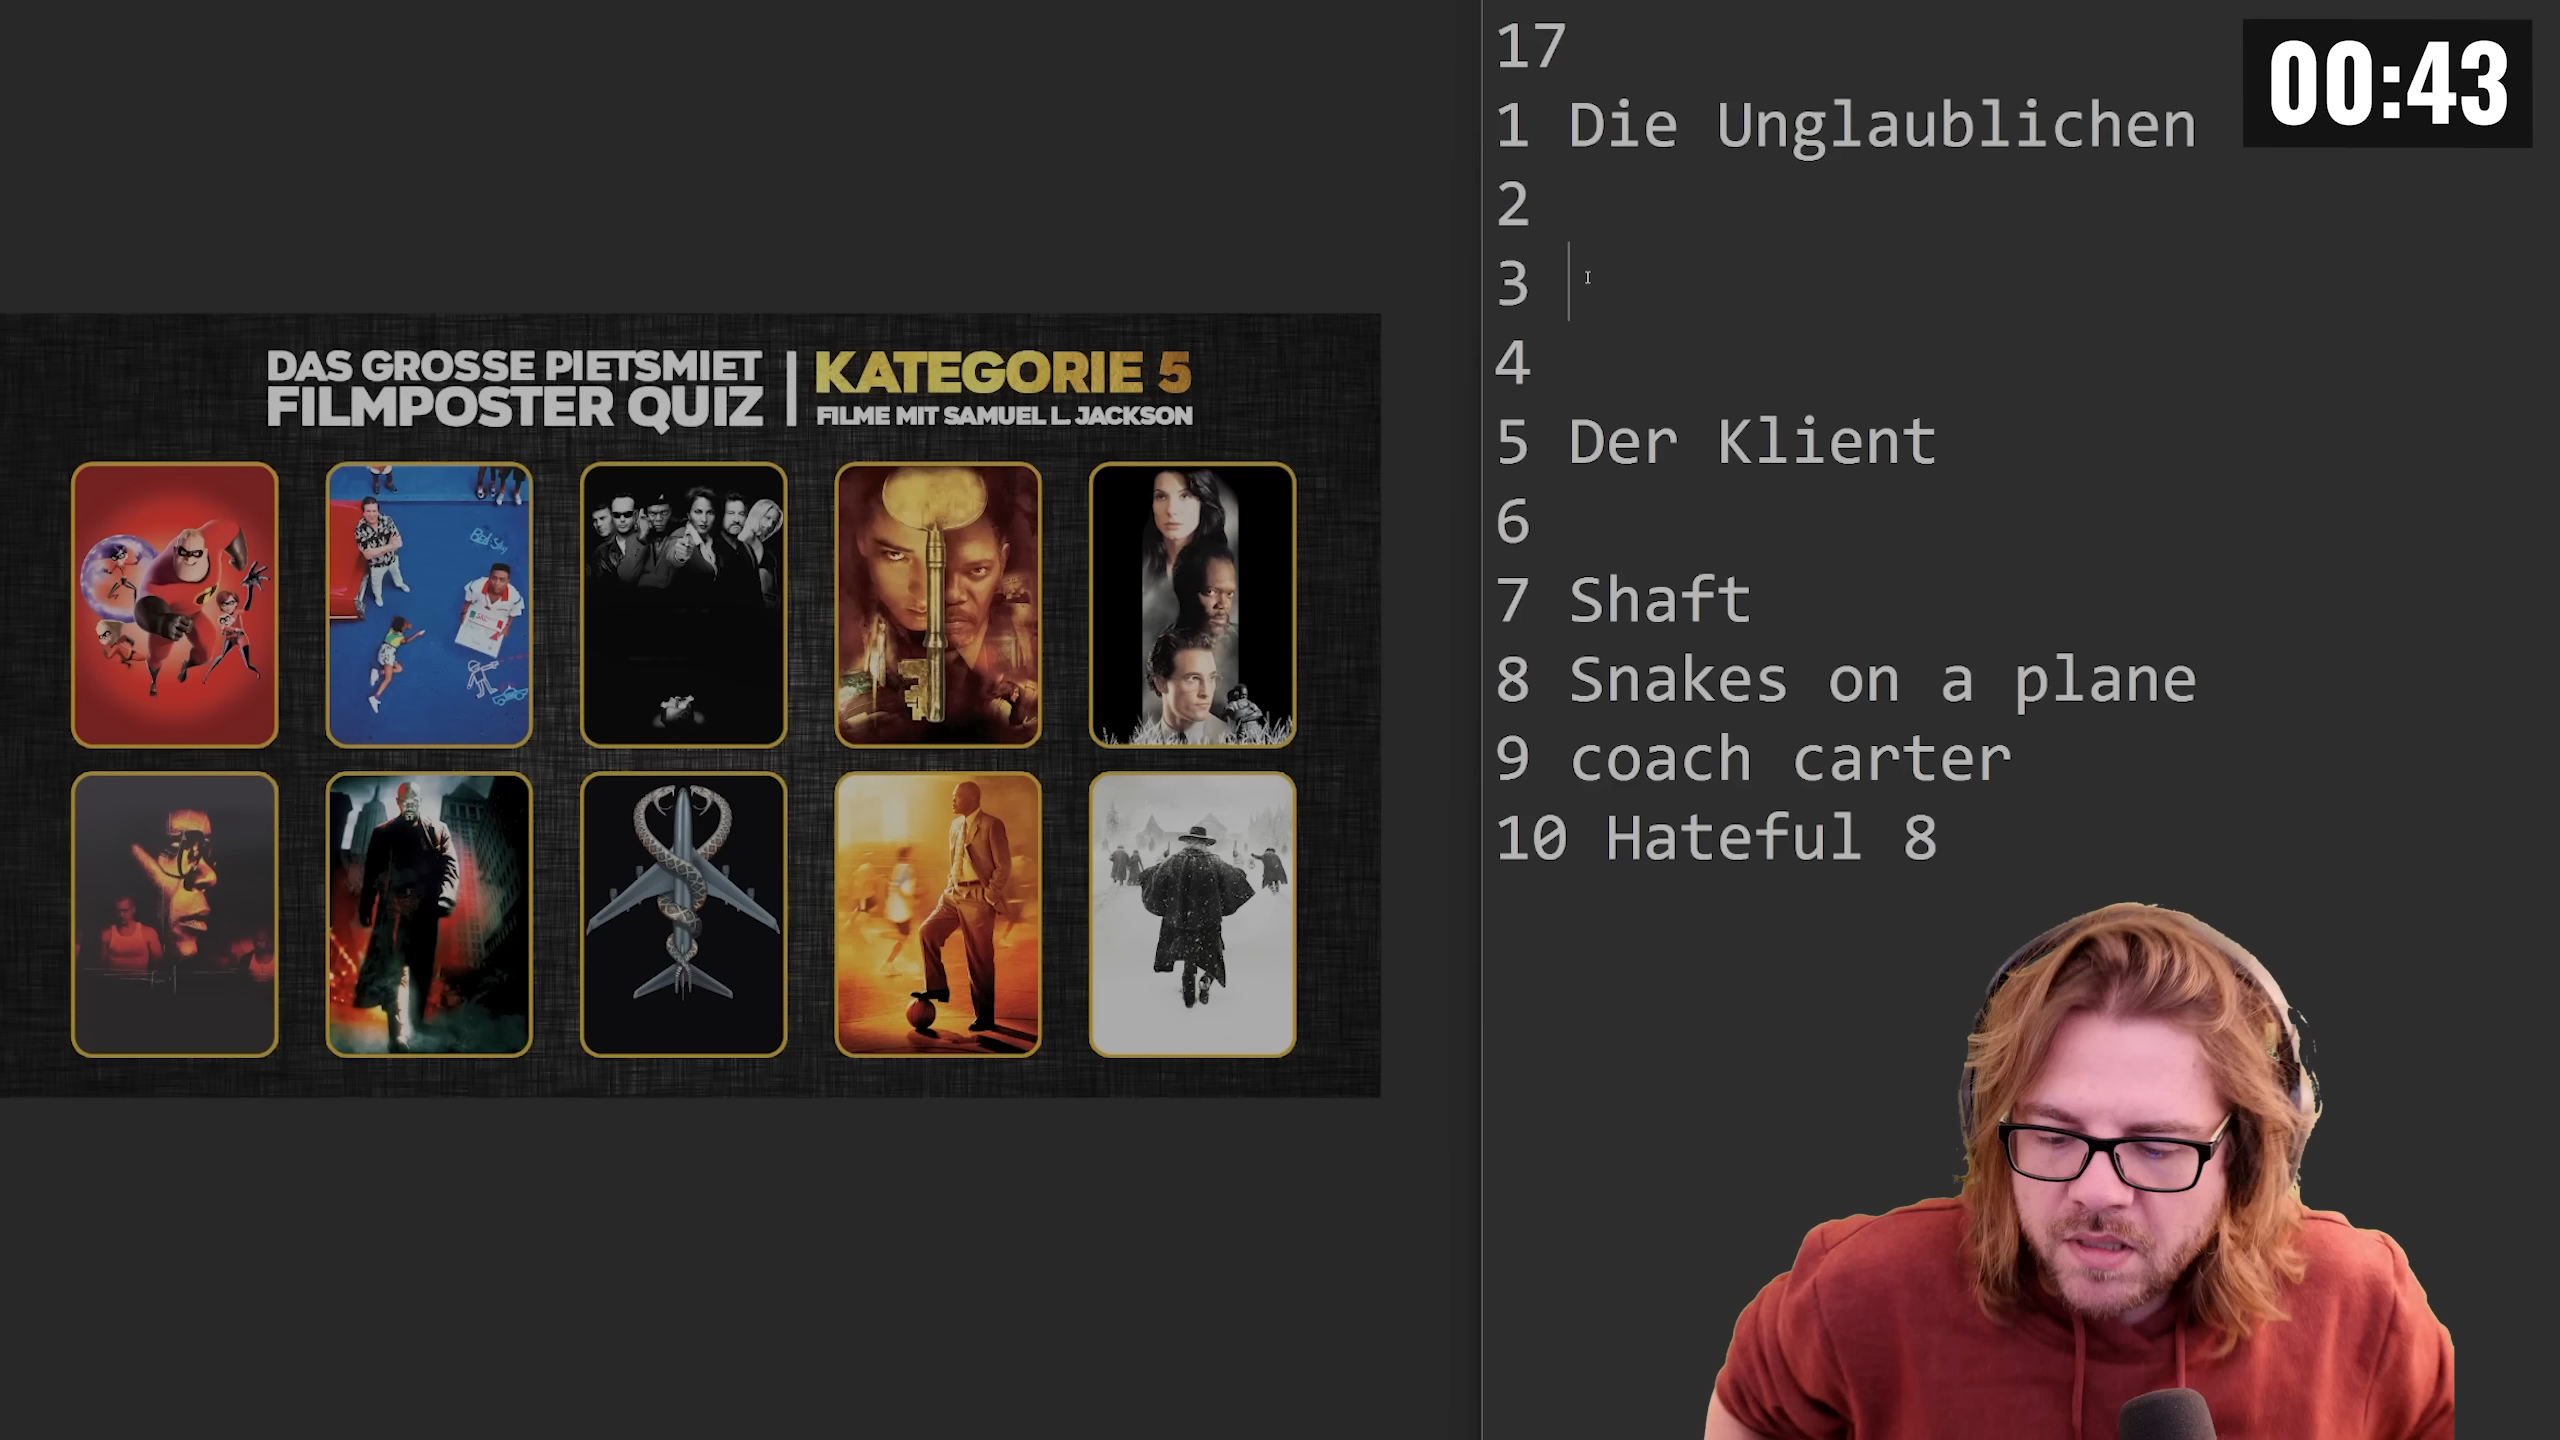 DAS GROSSE PIETSMIET
FILMPOSTER QUIZ
KATEGORIE 5
FILME MIT SAMUEL L. JACKSON
17
1 Die Unglaublichen
2
3
4
5 Der Klient
6
7 Shaft
8 Snakes on a plane
9 coach carter
10 Hateful 8
00:43